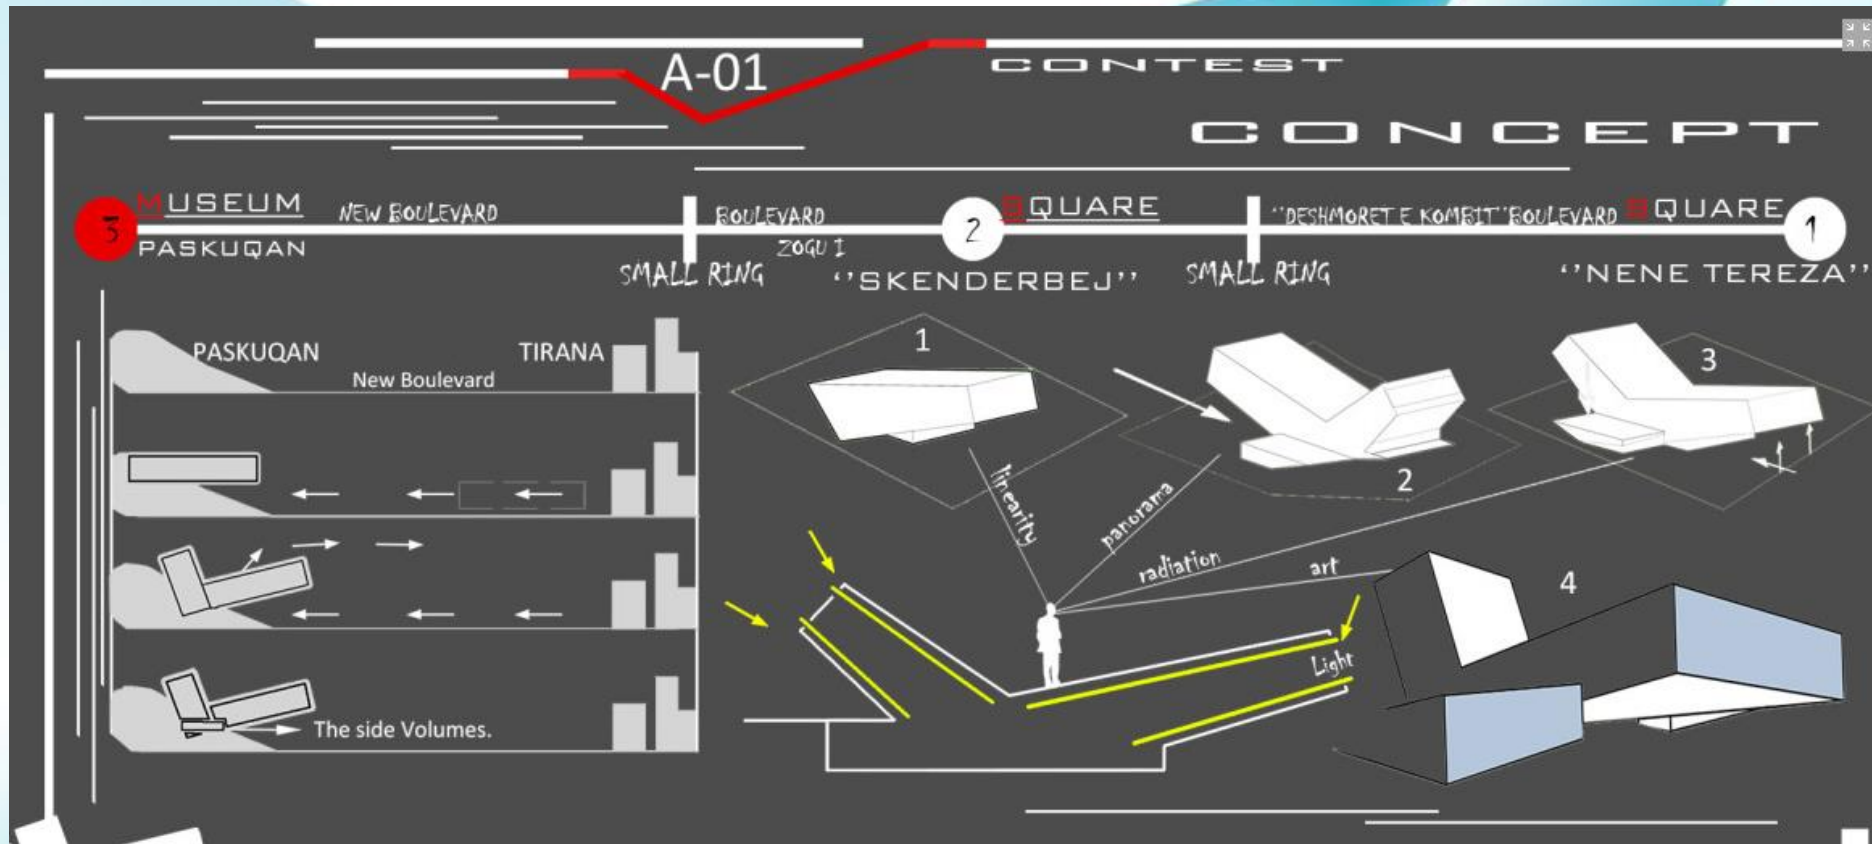 A-01
CONTEST
CONCEPT
3
MUSEUM
PASKUQAN
NEW BOULEVARD
SMALL RING
BOULEVARD
ZOGU I
2
SQUARE
‘‘SKENDERBEJ’’
SMALL RING
‘‘DESHMORET E KOMBIT’’BOULEVARD
SQUARE
1
‘‘NENE TEREZA’’
PASKUQAN
TIRANA
New Boulevard
The side Volumes.
1
2
3
4
linearity
panorama
radiation
art
Light